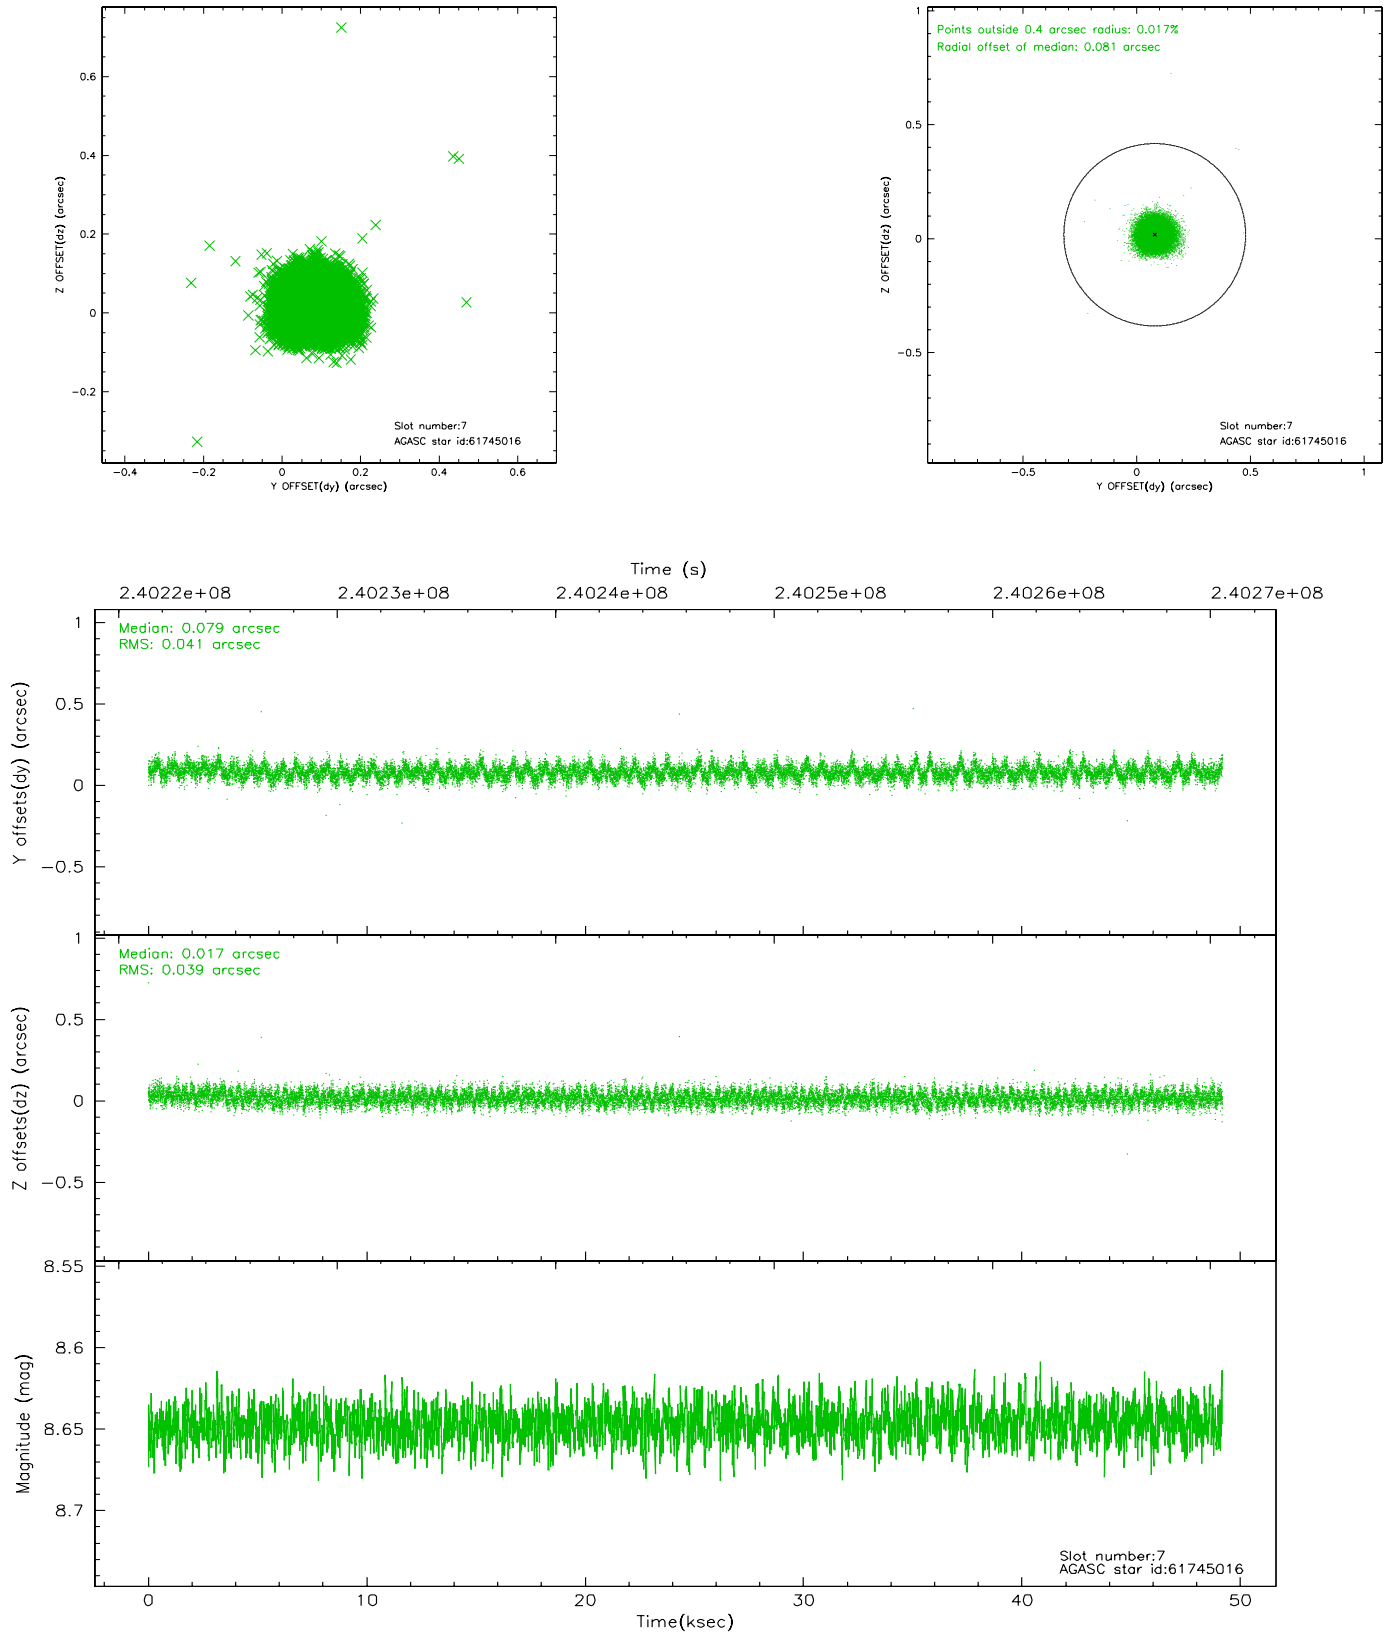 0.6
0.4
0.2
0
−0.2
Z OFFSET(dz) (arcsec)
Slot number:7
AGASC star id:61745016
−0.4
−0.2
0
0.2
0.4
0.6
Y OFFSET(dy) (arcsec)
1
0.5
0
−0.5
Z OFFSET(dz) (arcsec)
Points outside 0.4 arcsec radius: 0.017%
Radial offset of median: 0.081 arcsec
Slot number:7
AGASC star id:61745016
−0.5
0
0.5
1
Y OFFSET(dy) (arcsec)
Time (s)
2.4022e+08
2.4023e+08
2.4024e+08
2.4025e+08
2.4026e+08
2.4027e+08
1
0.5
0
−0.5
Y offsets(dy) (arcsec)
Median: 0.079 arcsec
RMS: 0.041 arcsec
1
0.5
0
−0.5
Z offsets(dz) (arcsec)
Median: 0.017 arcsec
RMS: 0.039 arcsec
8.55
8.6
8.65
8.7
Magnitude (mag)
Slot number:7
AGASC star id:61745016
0
10
20
30
40
50
Time(ksec)